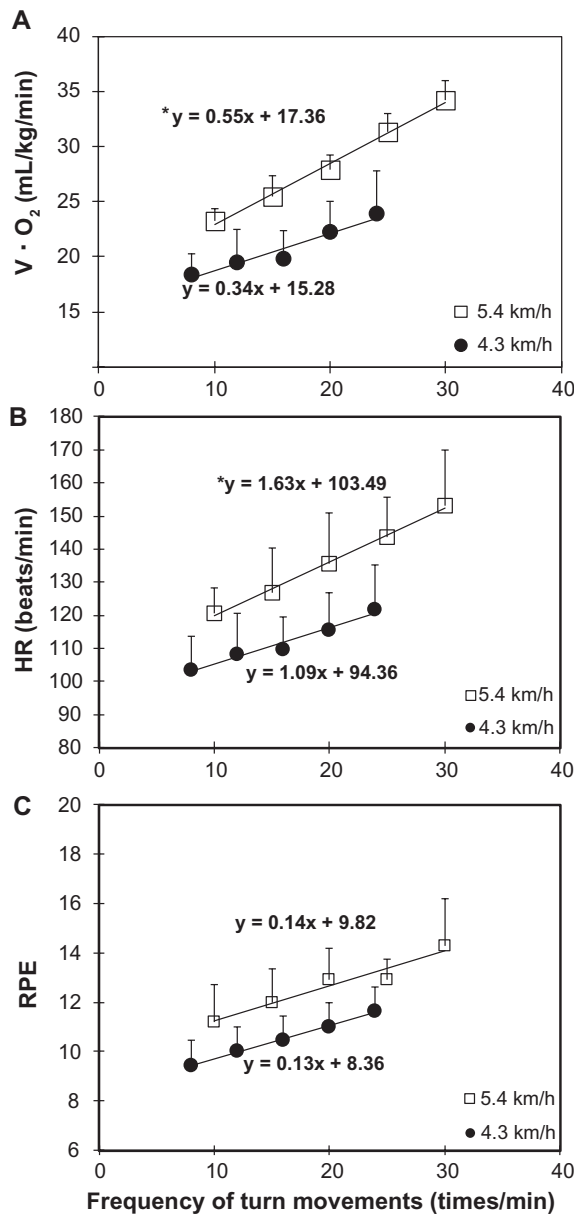 A
V · O2 (mL/kg/min)
40
35
30
25
20
15
*y = 0.55x + 17.36
y = 0.34x + 15.28
5.4 km/h
4.3 km/h
0 10 20 30 40
B
HR (beats/min)
180
170
160
150
140
130
120
110
100
90
80
*y = 1.63x + 103.49
y = 1.09x + 94.36
5.4 km/h
4.3 km/h
0 10 20 30 40
C
RPE
20
18
16
14
12
10
8
6
y = 0.14x + 9.82
y = 0.13x + 8.36
5.4 km/h
4.3 km/h
0 10 20 30 40
Frequency of turn movements (times/min)